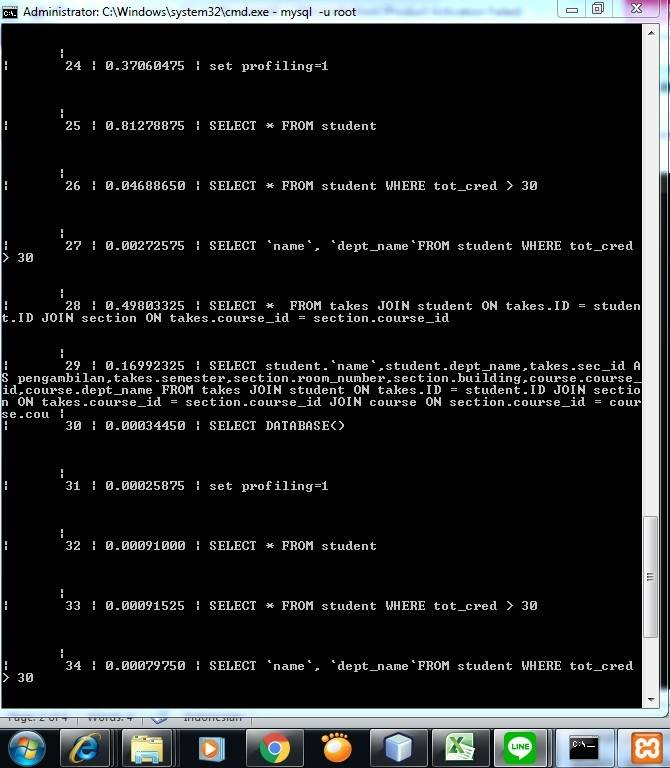 Administrator: C:\Windows\system32\cmd.exe - mysql -u root
|
| 24 | 0.37060475 | set profiling=1
|
| 25 | 0.81278875 | SELECT * FROM student
|
| 26 | 0.04688650 | SELECT * FROM student WHERE tot_cred > 30
|
| 27 | 0.00272575 | SELECT `name`, `dept_name`FROM student WHERE tot_cred
> 30
|
| 28 | 0.49803325 | SELECT *  FROM takes JOIN student ON takes.ID = studen
t.ID JOIN section ON takes.course_id = section.course_id
|
| 29 | 0.16992325 | SELECT student.`name`,student.dept_name,takes.sec_id A
S pengambilan,takes.semester,section.room_number,section.building,course.course_
id,course.dept_name FROM takes JOIN student ON takes.ID = student.ID JOIN sectio
n ON takes.course_id = section.course_id JOIN course ON section.course_id = cour
se.cou |
| 30 | 0.00034450 | SELECT DATABASE()
|
| 31 | 0.00025875 | set profiling=1
|
| 32 | 0.00091000 | SELECT * FROM student
|
| 33 | 0.00091525 | SELECT * FROM student WHERE tot_cred > 30
|
| 34 | 0.00079750 | SELECT `name`, `dept_name`FROM student WHERE tot_cred
> 30
Page: 2 of 4 Words: 4 Indonesian
LINE